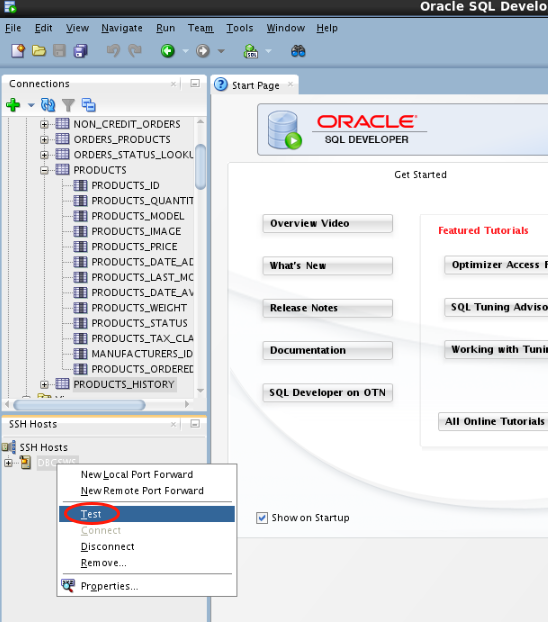 Oracle SQL Develo
File Edit View Navigate Run Team Tools Window Help
Connections
NON_CREDIT_ORDERS
ORDERS_PRODUCTS
ORDERS_STATUS_LOOKU
PRODUCTS
PRODUCTS_ID
PRODUCTS_QUANTIT
PRODUCTS_MODEL
PRODUCTS_IMAGE
PRODUCTS_PRICE
PRODUCTS_DATE_AD
PRODUCTS_LAST_MO
PRODUCTS_DATE_AV
PRODUCTS_WEIGHT
PRODUCTS_STATUS
PRODUCTS_TAX_CLA
MANUFACTURERS_ID
PRODUCTS_ORDERED
PRODUCTS_HISTORY
SSH Hosts
SSH Hosts
New Local Port Forward
New Remote Port Forward
Test
Connect
Disconnect
Remove...
Properties...
Start Page
ORACLE
SQL DEVELOPER
Get Started
Overview Video
What's New
Release Notes
Documentation
SQL Developer on OTN
Featured Tutorials
Optimizer Access P
SQL Tuning Adviso
Working with Tunin
All Online Tutorials
Show on Startup